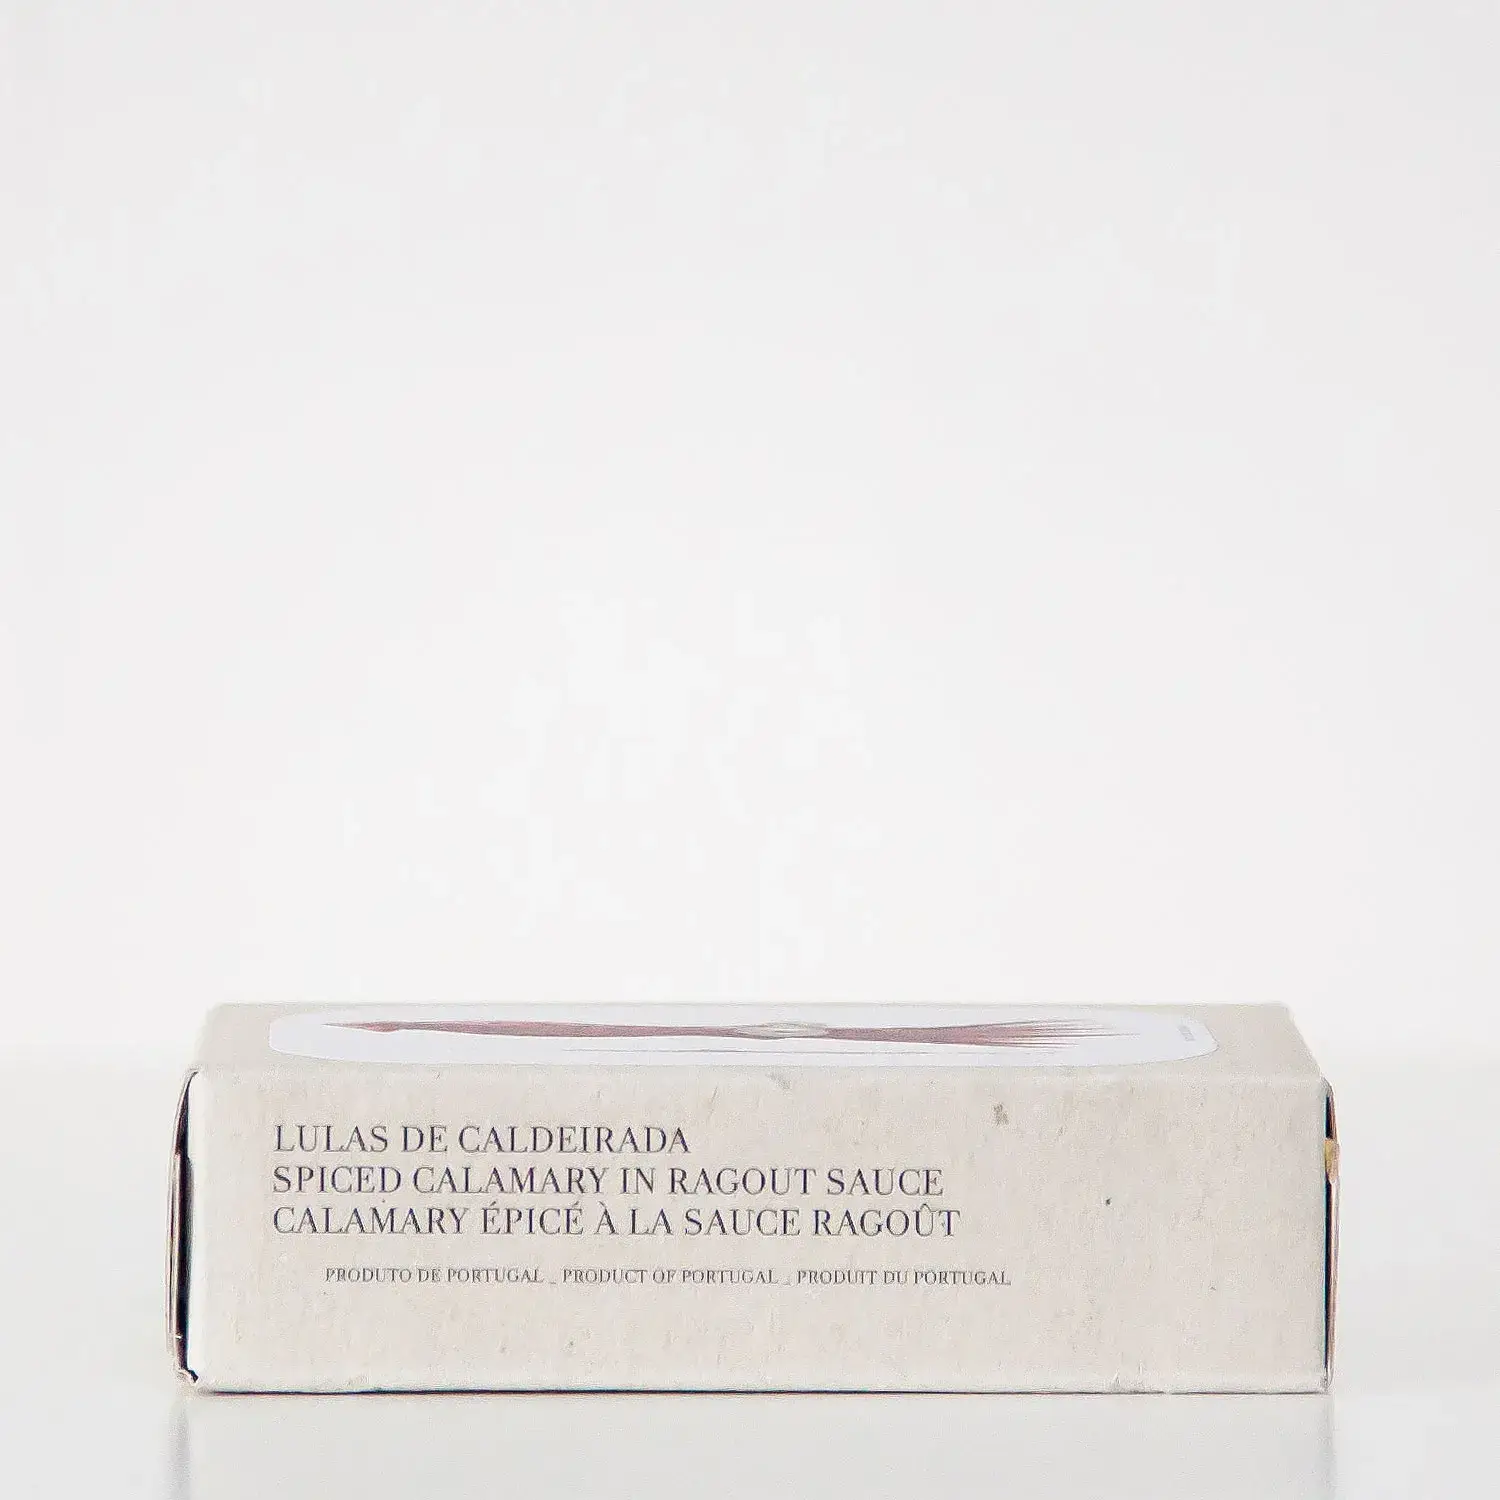 LULAS DE CALDEIRADA
SPICED CALAMARY IN RAGOUT SAUCE
CALAMARY ÉPICÉ À LA SAUCE RAGOÛT
PRODUTO DE PORTUGAL _ PRODUCT OF PORTUGAL _ PRODUIT DU PORTUGAL